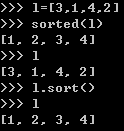 >>> l=[3,1,4,2]
>>> sorted(l)
[1, 2, 3, 4]
>>> l
[3, 1, 4, 2]
>>> l.sort()
>>> l
[1, 2, 3, 4]